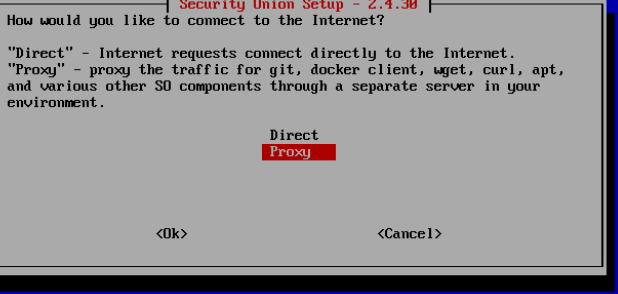 Security Union Setup - 2.4.30
How would you like to connect to the Internet?
"Direct" - Internet requests connect directly to the Internet.
"Proxy" - proxy the traffic for git, docker client, wget, curl, apt,
and various other SO components through a separate server in your
environment.
Direct
Proxy
<Ok> <Cancel>